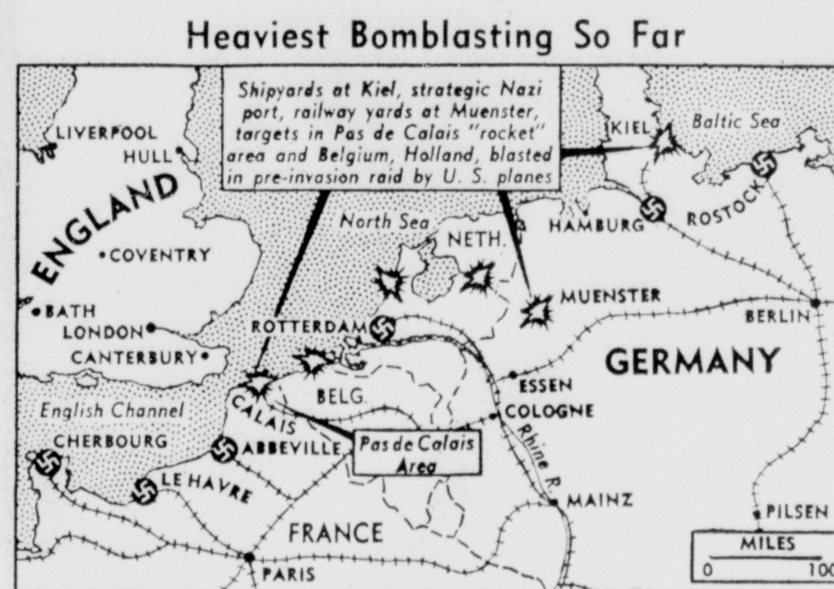 Heaviest Bomblasting So Far
Shipyards at Kiel, strategic Nazi
port, railway yards at Muenster,
targets in Pas de Calais "rocket"
area and Belgium, Holland, blasted
in pre-invasion raid by U. S. planes
LIVERPOOL
HULL
ENGLAND
COVENTRY
BATH
LONDON
CANTERBURY
North Sea
NETH.
KIEL
Baltic Sea
HAMBURG
ROSTOCK
MUENSTER
BERLIN
ROTTERDAM
GERMANY
ESSEN
COLOGNE
BELG.
CALAIS
English Channel
CHERBOURG
ABBEVILLE
Pas de Calais
Area
LE HAVRE
Rhine R.
MAINZ
PILSEN
FRANCE
PARIS
MILES
0 100